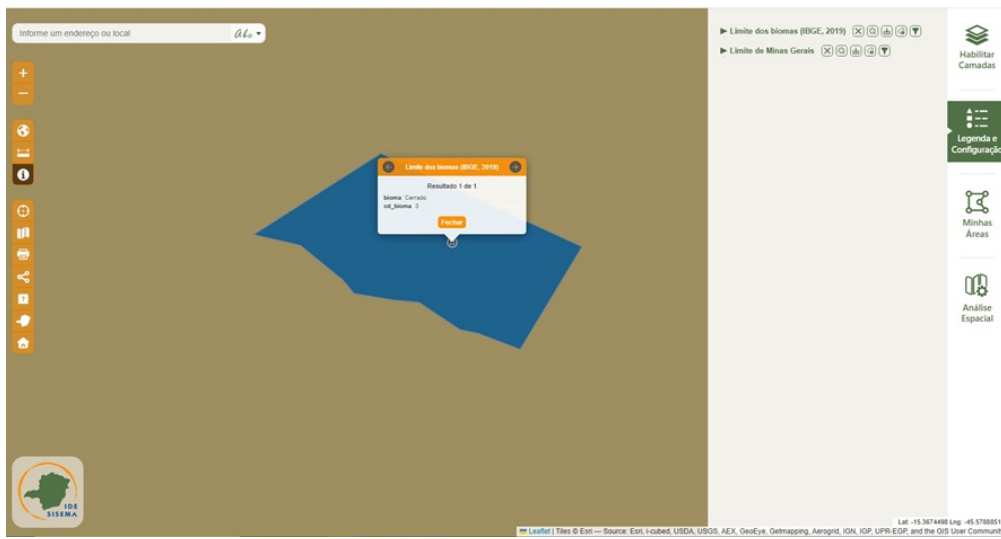 Informe um endereço ou local
Abc
Limite dos biomas (IBGE, 2019)
Limite de Minas Gerais
Habilitar
Camadas
Legenda e
Configuração
Minhas
Áreas
Análise
Espacial
Limite dos biomas (IBGE, 2019)
Resultado 1 de 1
bioma Cerrado
cd_bioma 3
Fechar
IDE
SISEMA
Lat: -15.3674498 Lng: -45.5788851
Leaflet | Tiles © Esri — Source: Esri, i-cubed, USDA, USGS, AEX, GeoEye, Getmapping, Aerogrid, IGN, IGP, UPR-EGP, and the GIS User Community